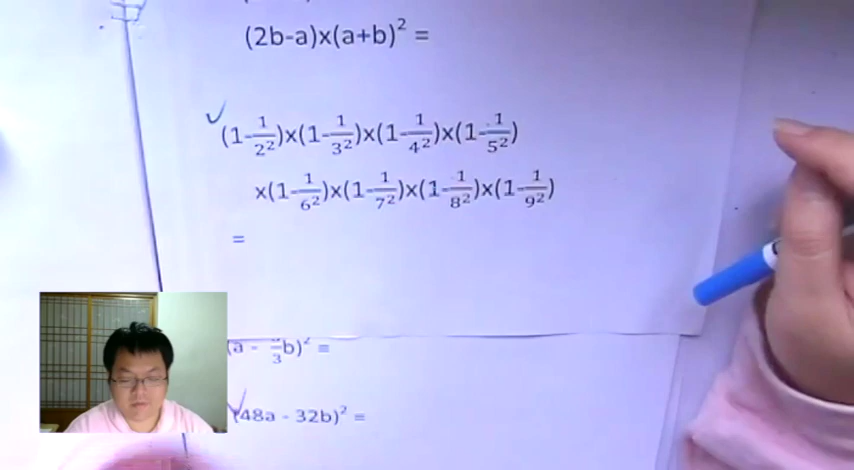 (2b-a)x(a+b)² =
(1-1/2²)x(1-1/3²)x(1-1/4²)x(1-1/5²)
x(1-1/6²)x(1-1/7²)x(1-1/8²)x(1-1/9²)
=
(a - /3b)² =
(48a - 32b)² =